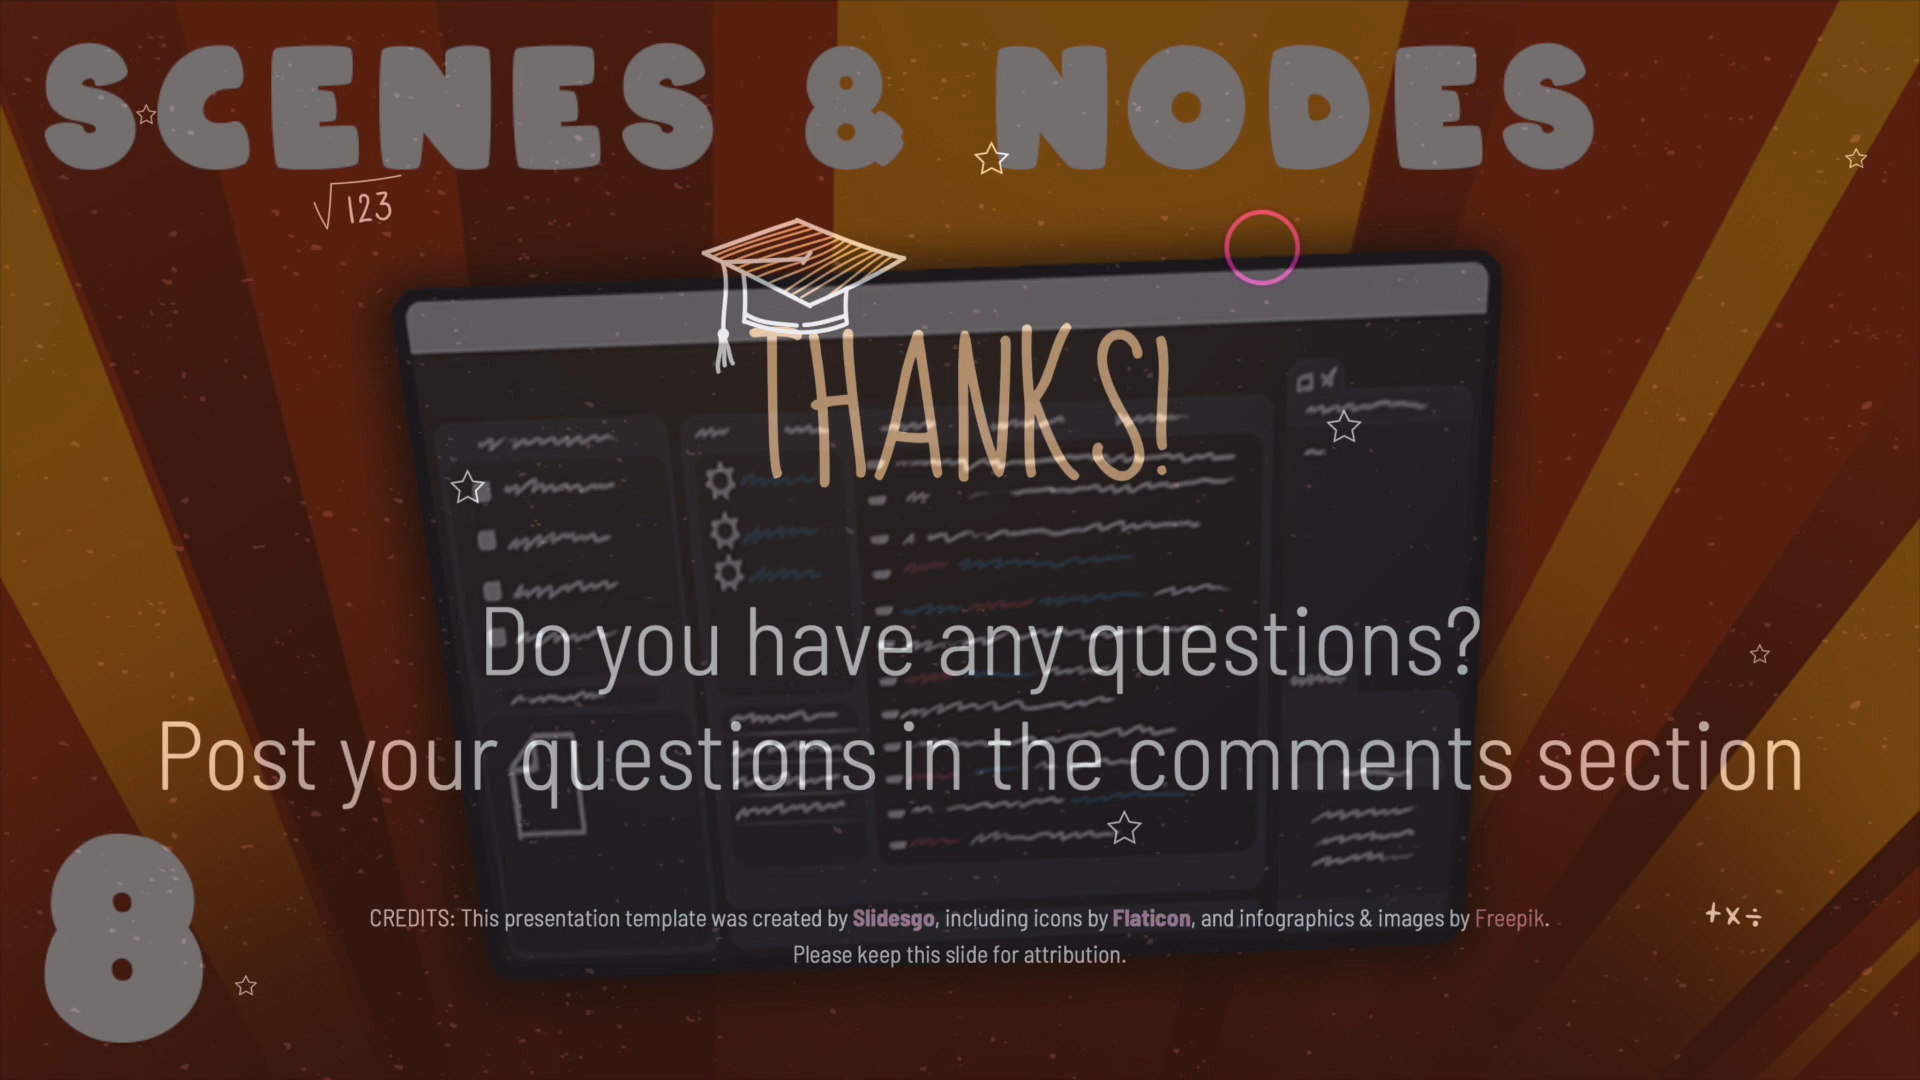 SCENES & NODES
√123
THANKS!
Do you have any questions?
Post your questions in the comments section
8
CREDITS: This presentation template was created by Slidesgo, including icons by Flaticon, and infographics & images by Freepik.
Please keep this slide for attribution.
+x÷